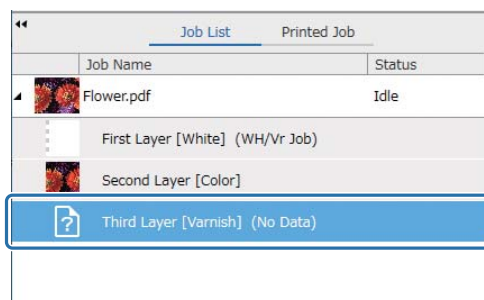 Job List Printed Job
Job Name Status
Flower.pdf Idle
First Layer [White] (WH/Vr Job)
Second Layer [Color]
Third Layer [Varnish] (No Data)